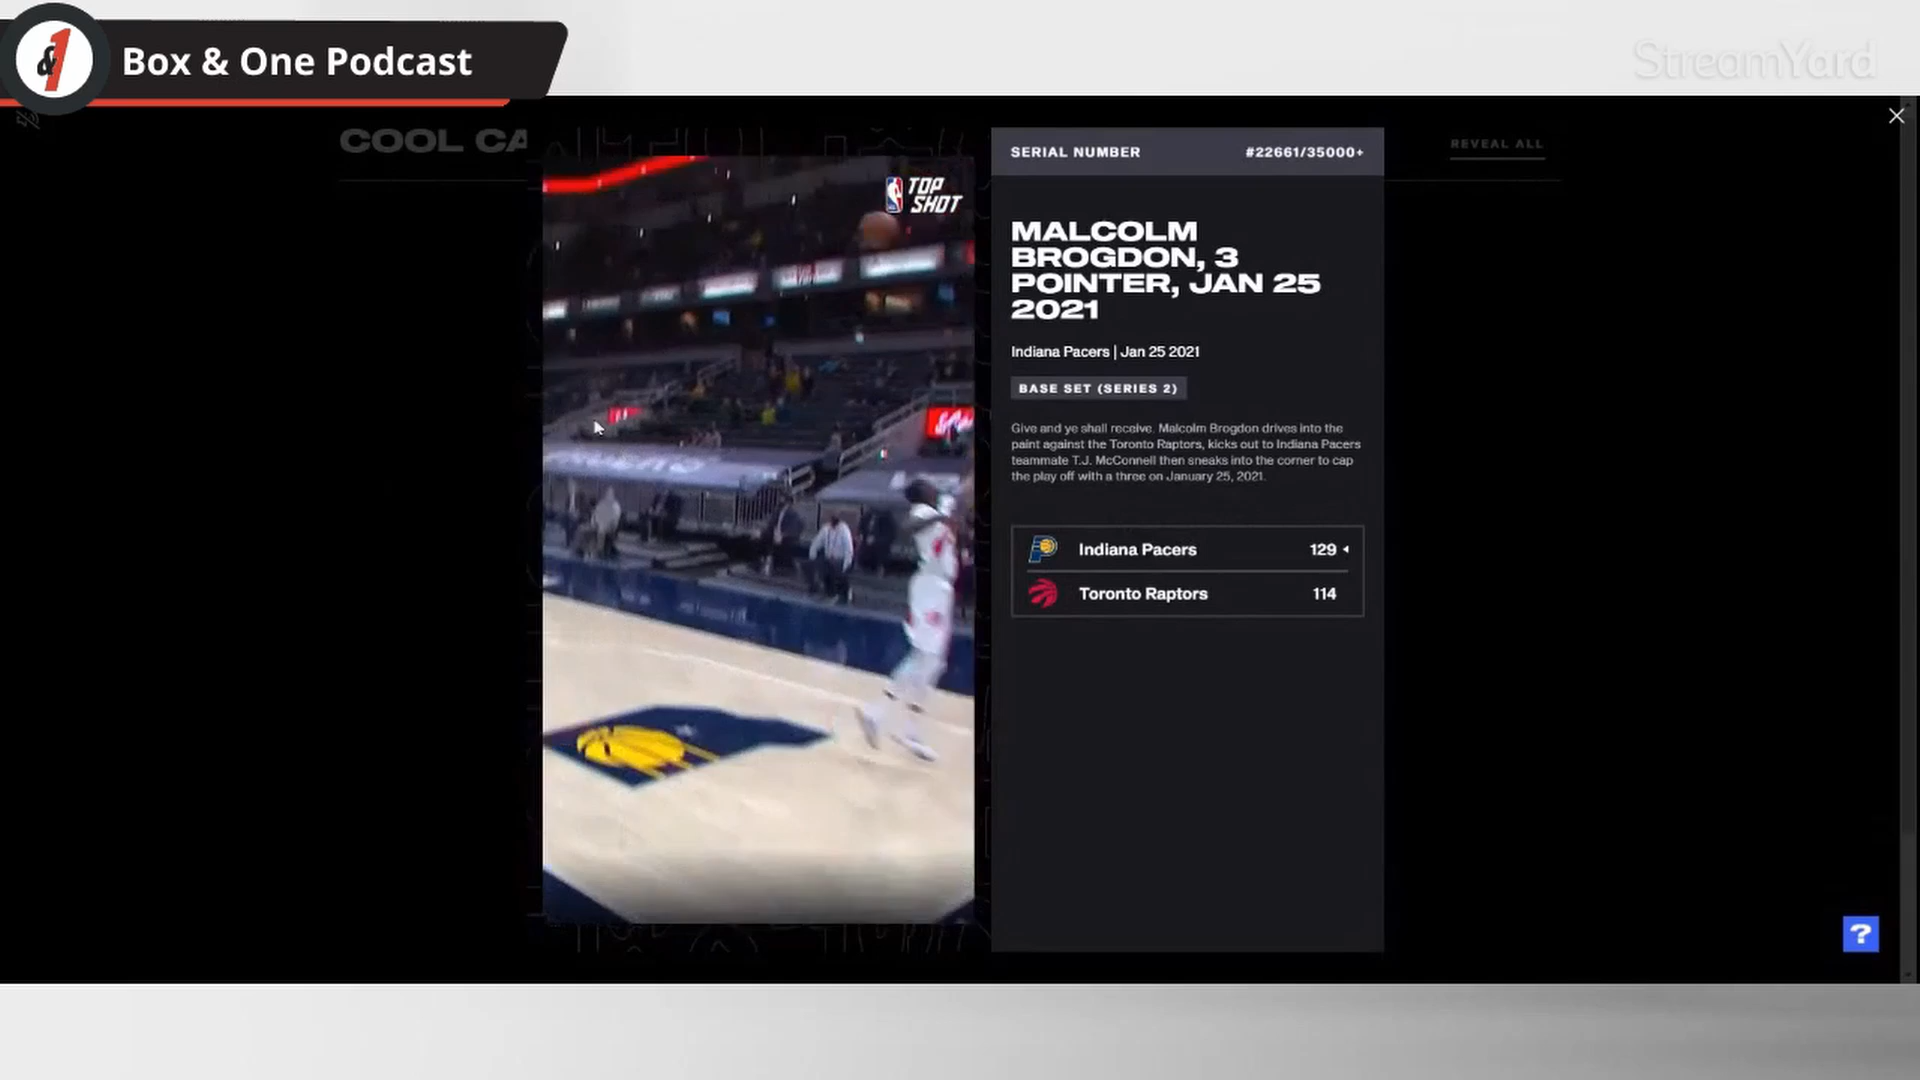 &1
Box & One Podcast
StreamYard
COOL CA
REVEAL ALL
TOP
SHOT
SERIAL NUMBER
#22661/35000+
MALCOLM
BROGDON, 3
POINTER, JAN 25
2021
Indiana Pacers | Jan 25 2021
BASE SET (SERIES 2)
Give and ye shall receive. Malcolm Brogdon drives into the
paint against the Toronto Raptors, kicks out to Indiana Pacers
teammate T.J. McConnell then sneaks into the corner to cap
the play off with a three on January 25, 2021.
Indiana Pacers 129
Toronto Raptors 114
?